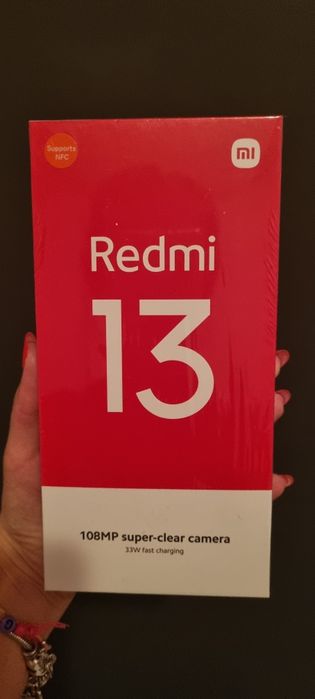 Supports
NFC
mi
Redmi
13
108MP super-clear camera
33W fast charging